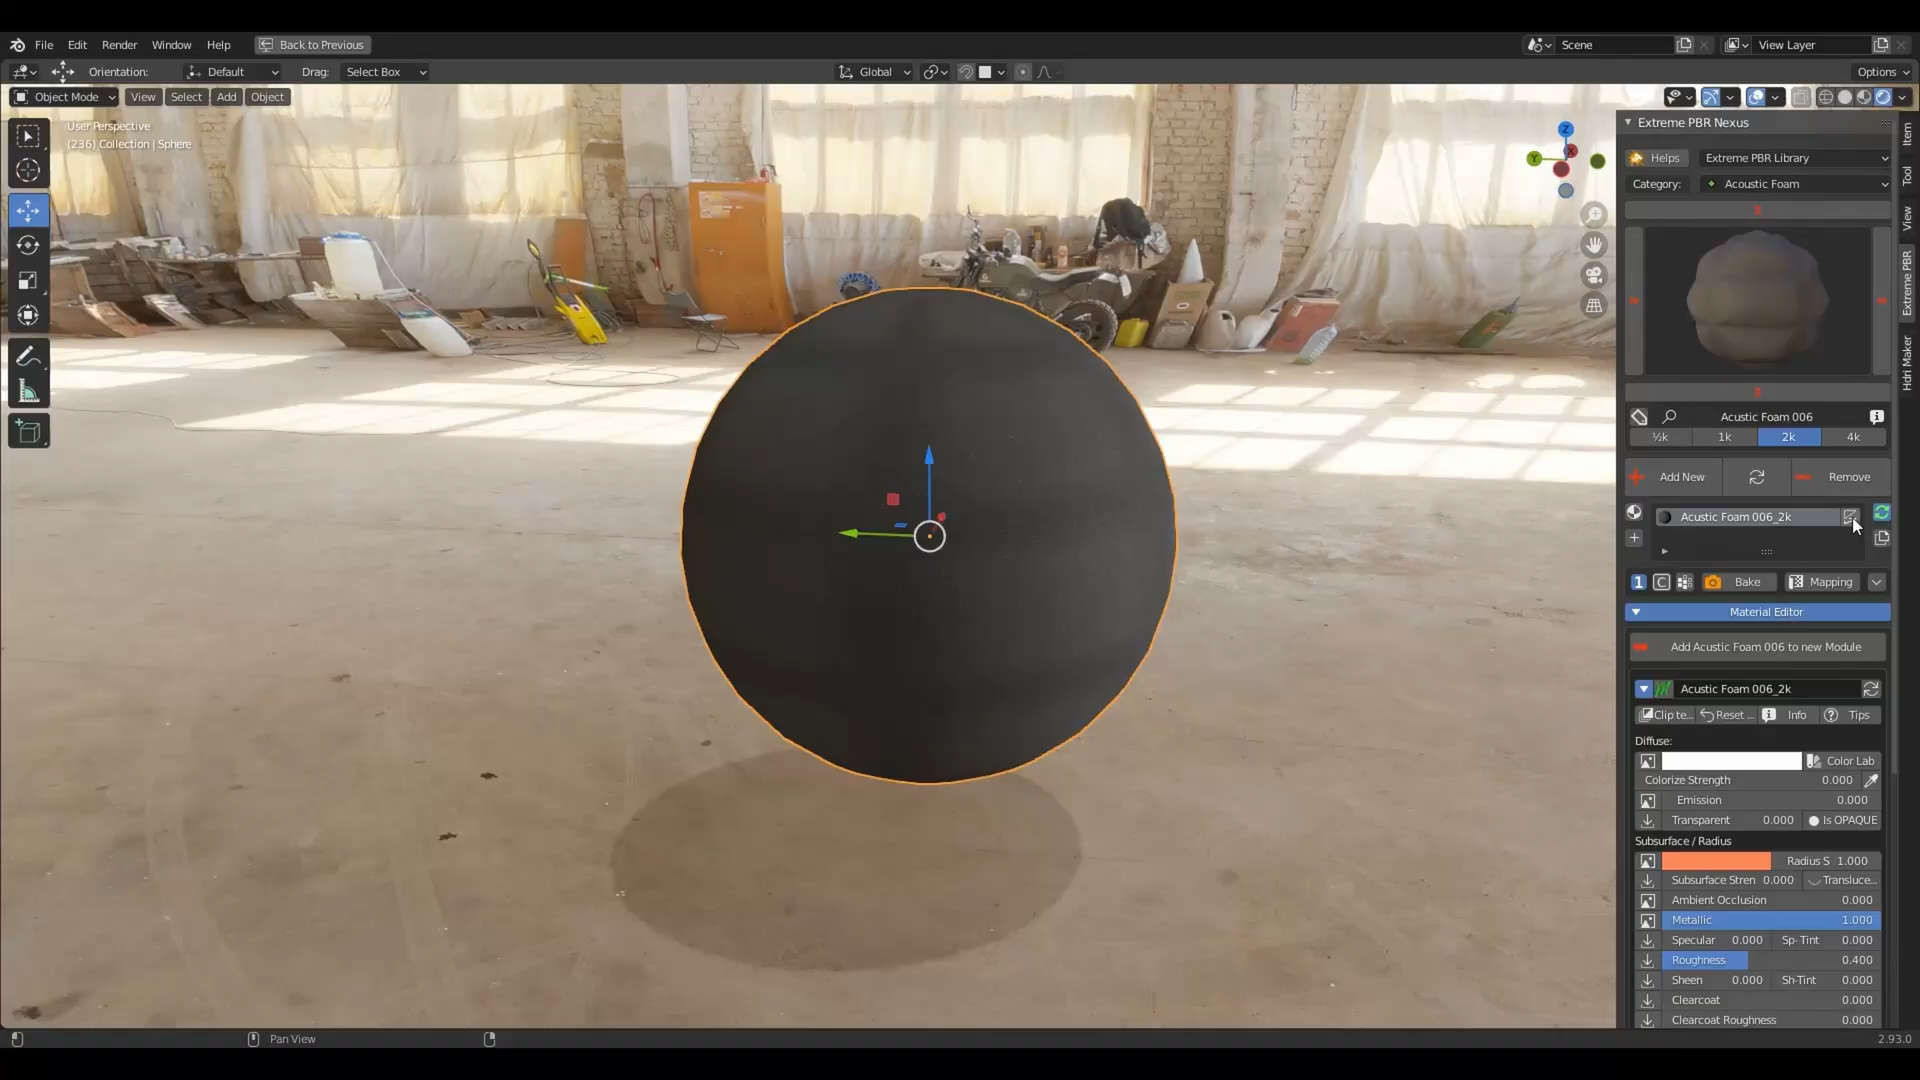 File Edit Render Window Help Back to Previous Scene View Layer
Orientation: Default Drag: Select Box Global Options
Object Mode View Select Add Object
User Perspective
(236) Collection | Sphere
Z
Y
X
Extreme PBR Nexus
Helps Extreme PBR Library
Category: Acoustic Foam
Acustic Foam 006
½k 1k 2k 4k
Add New Remove
Acustic Foam 006_2k
1 C Bake Mapping
Material Editor
Add Acustic Foam 006 to new Module
Acustic Foam 006_2k
Clip te... Reset ... Info Tips
Diffuse:
Color Lab
Colorize Strength 0.000
Emission 0.000
Transparent 0.000 Is OPAQUE
Subsurface / Radius
Radius S 1.000
Subsurface Stren 0.000 Transluce...
Ambient Occlusion 0.000
Metallic 1.000
Specular 0.000 Sp- Tint 0.000
Roughness 0.400
Sheen 0.000 Sh-Tint 0.000
Clearcoat 0.000
Clearcoat Roughness 0.000
Item
Tool
View
Extreme PBR
Hdri Maker
Pan View 2.93.0